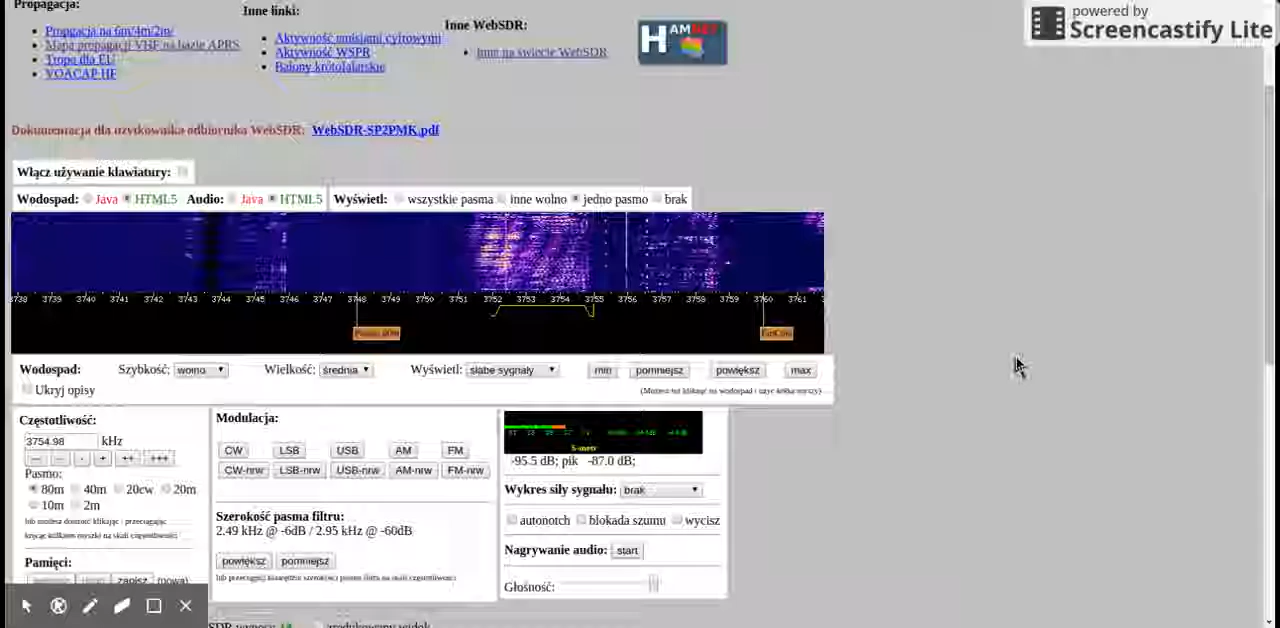 Propagacja:
Inne linki:
Inne WebSDR:
powered by
Screencastify Lite
Propgacja na 6m/4m/2m/
Mapa propagacji VHF na bazie APRS
Tropo dla EU
VOACAP HF
Aktywność emisjami cyfrowymi
Aktywność WSPR
Balony krótofalarskie
Inne na świecie WebSDR
HAMNET
Dokumentacja dla użytkownika odbiornika WebSDR: WebSDR-SP2PMK.pdf
Włącz używanie klawiatury:
Wodospad: Java HTML5 Audio: Java HTML5 Wyświetl: wszystkie pasma inne wolno jedno pasmo brak
3738 3739 3740 3741 3742 3743 3744 3745 3746 3747 3748 3749 3750 3751 3752 3753 3754 3755 3756 3757 3758 3759 3760 3761
Wodospad: Szybkość: wolno Wielkość: średnia Wyświetl: słabe sygnały min pomniejsz powiększ max
Ukryj opisy
Częstotliwość:
3754.98 kHz
--- -- - + ++ +++
Pasmo:
80m 40m 20cw 20m
10m 2m
Pamięci:
zapisz (nowa)
Modulacja:
CW LSB USB AM FM
CW-nrw LSB-nrw USB-nrw AM-nrw FM-nrw
Szerokość pasma filtru:
2.49 kHz @ -6dB / 2.95 kHz @ -60dB
powiększ pomniejsz
S-metr
-95.5 dB; pik -87.0 dB;
Wykres siły sygnału: brak
autonotch blokada szumu wycisz
Nagrywanie audio: start
Głośność: